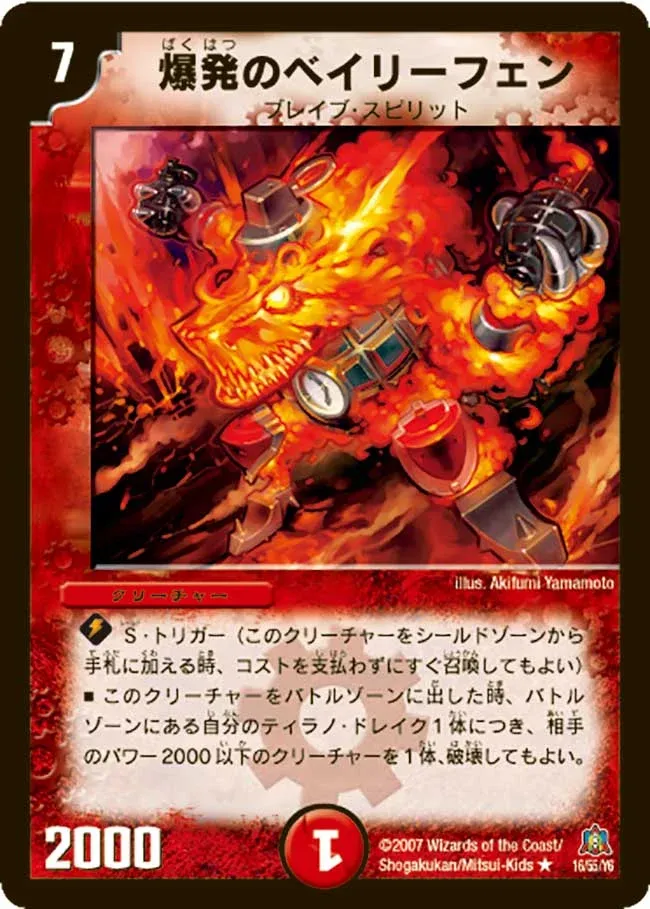 7
ばくはつ
爆発のベイリーフェン
ブレイブ・スピリット
illus. Akifumi Yamamoto
クリーチャー
S・トリガー（このクリーチャーをシールドゾーンから
手札に加える時、コストを支払わずにすぐ召喚してもよい）
■ このクリーチャーをバトルゾーンに出した時、バトル
ゾーンにある自分のティラノ・ドレイク1体につき、相手
のパワー2000以下のクリーチャーを1体、破壊してもよい。
2000
1
©2007 Wizards of the Coast/
Shogakukan/Mitsui-Kids ★
16/55/Y6